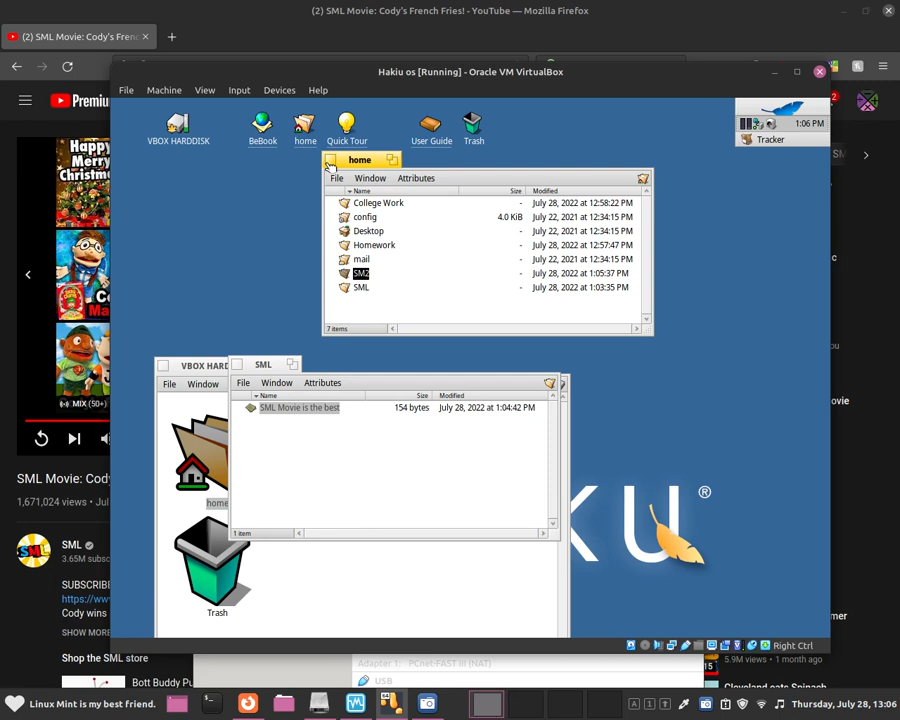 (2) SML Movie: Cody's French Fries! - YouTube — Mozilla Firefox
(2) SML Movie: Cody's Frenc
Premiu
2
Hakiu os [Running] - Oracle VM VirtualBox
File Machine View Input Devices Help
VBOX HARDDISK
BeBook
home
Quick Tour
User Guide
Trash
1:06 PM
Tracker
SM
home
File Window Attributes
Name Size Modified
College Work - July 28, 2022 at 12:58:22 PM
config 4.0 KiB July 22, 2021 at 12:34:15 PM
Desktop - July 22, 2021 at 12:34:15 PM
Homework - July 28, 2022 at 12:57:47 PM
mail - July 22, 2021 at 12:34:15 PM
SM2 - July 28, 2022 at 1:05:37 PM
SML - July 28, 2022 at 1:03:35 PM
7 items
VBOX HARD
File Window
home
Trash
SML
File Window Attributes
Name Size Modified
SML Movie is the best 154 bytes July 28, 2022 at 1:04:42 PM
1 item
KU®
Happy
Merry
Christmas
MIX (50+)
SML Movie: Cody
1,671,024 views • Jul
SML
SML
3.65M subsc
SUBSCRIBE
https://ww
Cody wins
SHOW MORE
Shop the SML store
Bott Buddy Pu
ovie
mer
5.9M views • 1 month ago
15
Cleveland eats Spinach
Right Ctrl
Adapter 1: PCnet-FAST III (NAT)
USB
Linux Mint is my best friend.
64
A 1
Thursday, July 28, 13:06